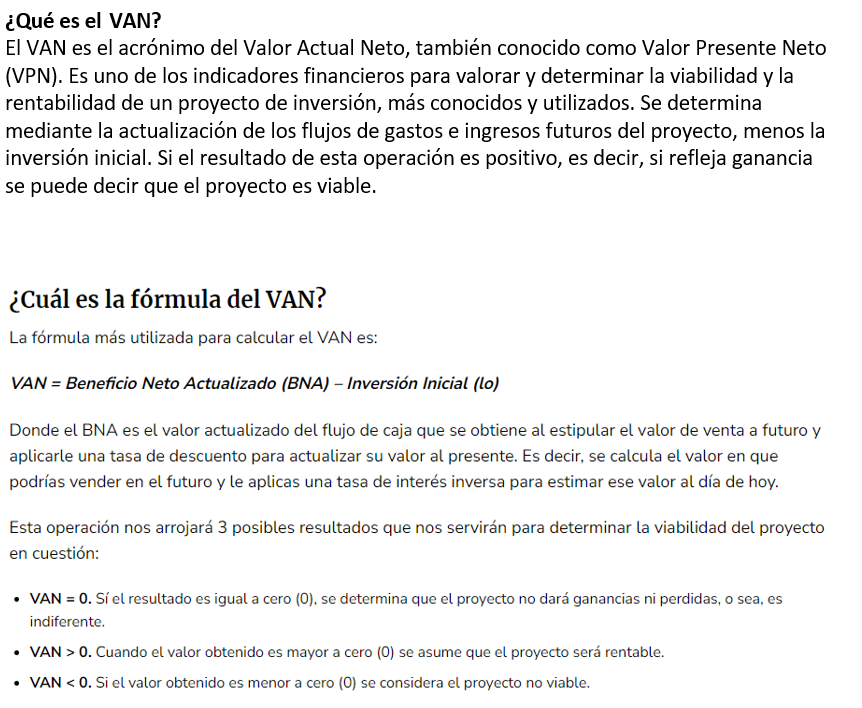 ¿Qué es el VAN?
El VAN es el acrónimo del Valor Actual Neto, también conocido como Valor Presente Neto
(VPN). Es uno de los indicadores financieros para valorar y determinar la viabilidad y la
rentabilidad de un proyecto de inversión, más conocidos y utilizados. Se determina
mediante la actualización de los flujos de gastos e ingresos futuros del proyecto, menos la
inversión inicial. Si el resultado de esta operación es positivo, es decir, si refleja ganancia
se puede decir que el proyecto es viable.
¿Cuál es la fórmula del VAN?
La fórmula más utilizada para calcular el VAN es:
VAN = Beneficio Neto Actualizado (BNA) – Inversión Inicial (lo)
Donde el BNA es el valor actualizado del flujo de caja que se obtiene al estipular el valor de venta a futuro y
aplicarle una tasa de descuento para actualizar su valor al presente. Es decir, se calcula el valor en que
podrías vender en el futuro y le aplicas una tasa de interés inversa para estimar ese valor al día de hoy.
Esta operación nos arrojará 3 posibles resultados que nos servirán para determinar la viabilidad del proyecto
en cuestión:
• VAN = 0. Sí el resultado es igual a cero (0), se determina que el proyecto no dará ganancias ni perdidas, o sea, es
indiferente.
• VAN > 0. Cuando el valor obtenido es mayor a cero (0) se asume que el proyecto será rentable.
• VAN < 0. Si el valor obtenido es menor a cero (0) se considera el proyecto no viable.